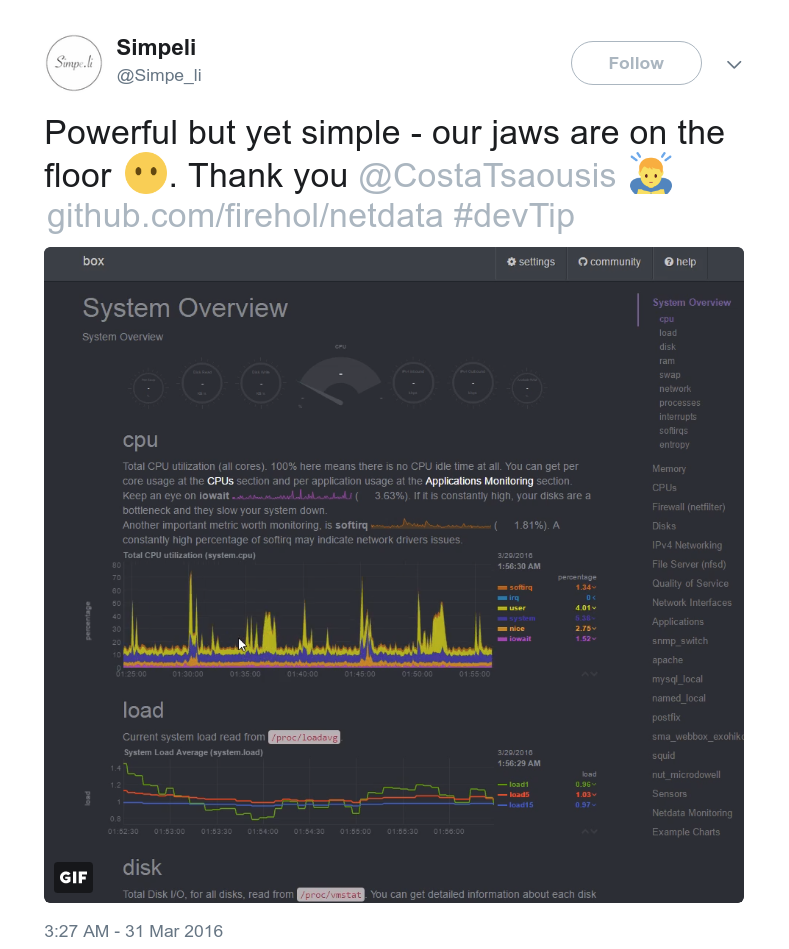 Simpe.li
Simpeli
@Simpe_li
Follow
Powerful but yet simple - our jaws are on the
floor 😶. Thank you @CostaTsaousis 🙇‍♂️
github.com/firehol/netdata #devTip
box
settings
community
help
System Overview
System Overview
CPU
cpu
Total CPU utilization (all cores). 100% here means there is no CPU idle time at all. You can get per
core usage at the CPUs section and per application usage at the Applications Monitoring section.
Keep an eye on iowait ( 3.63%). If it is constantly high, your disks are a
bottleneck and they slow your system down.
Another important metric worth monitoring, is softirq ( 1.81%). A
constantly high percentage of softirq may indicate network drivers issues.
Total CPU utilization (system.cpu)
3/29/2016
1:56:30 AM
percentage
percentage
80
70
60
50
40
30
20
10
0
softirq 1.34
irq 0
user 4.01
system
nice 2.75
iowait 1.52
01:25:00 01:30:00 01:35:00 01:40:00 01:45:00 01:50:00 01:55:00
load
Current system load read from /proc/loadavg
System Load Average (system.load)
3/29/2016
1:56:29 AM
load
load
1.4
1.2
1
0.8
load1 0.96
load5 1.03
load15 0.97
01:52:30 01:53:00 01:53:30 01:54:00 01:54:30 01:55:00 01:55:30 01:56:00
disk
Total Disk I/O, for all disks, read from /proc/vmstat. You can get detailed information about each disk
System Overview
cpu
load
disk
ram
swap
network
processes
interrupts
softirqs
entropy
Memory
CPUs
Firewall (netfilter)
Disks
IPv4 Networking
File Server (nfsd)
Quality of Service
Network Interfaces
Applications
snmp_switch
apache
mysql_local
named_local
postfix
sma_webbox_exohik
squid
nut_microdowell
Sensors
Netdata Monitoring
Example Charts
GIF
3:27 AM - 31 Mar 2016